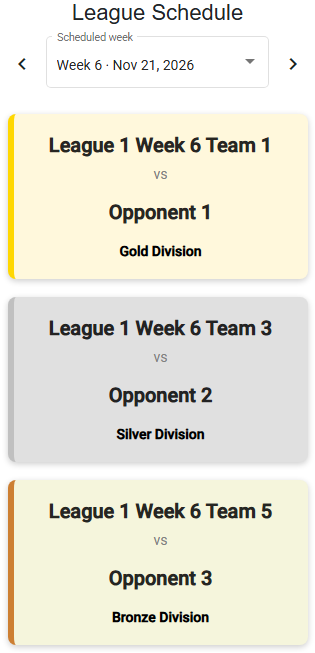 League Schedule
Scheduled week
Week 6 · Nov 21, 2026
League 1 Week 6 Team 1
vs
Opponent 1
Gold Division
League 1 Week 6 Team 3
vs
Opponent 2
Silver Division
League 1 Week 6 Team 5
vs
Opponent 3
Bronze Division